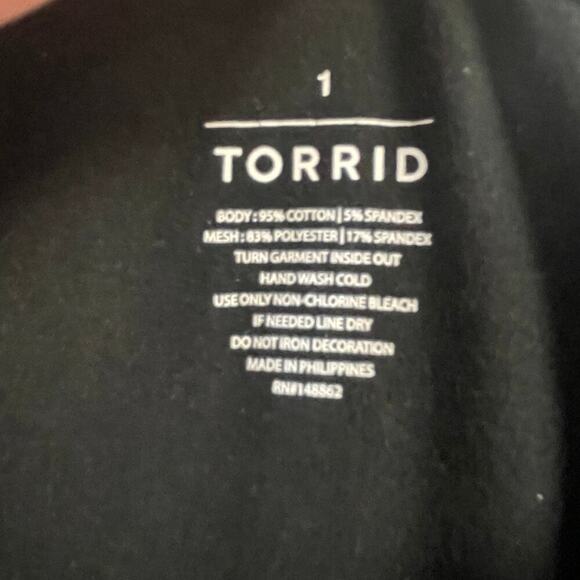 1
TORRID
BODY: 95% COTTON | 5% SPANDEX
MESH: 83% POLYESTER | 17% SPANDEX
TURN GARMENT INSIDE OUT
HAND WASH COLD
USE ONLY NON-CHLORINE BLEACH
IF NEEDED LINE DRY
DO NOT IRON DECORATION
MADE IN PHILIPPINES
RN#148862